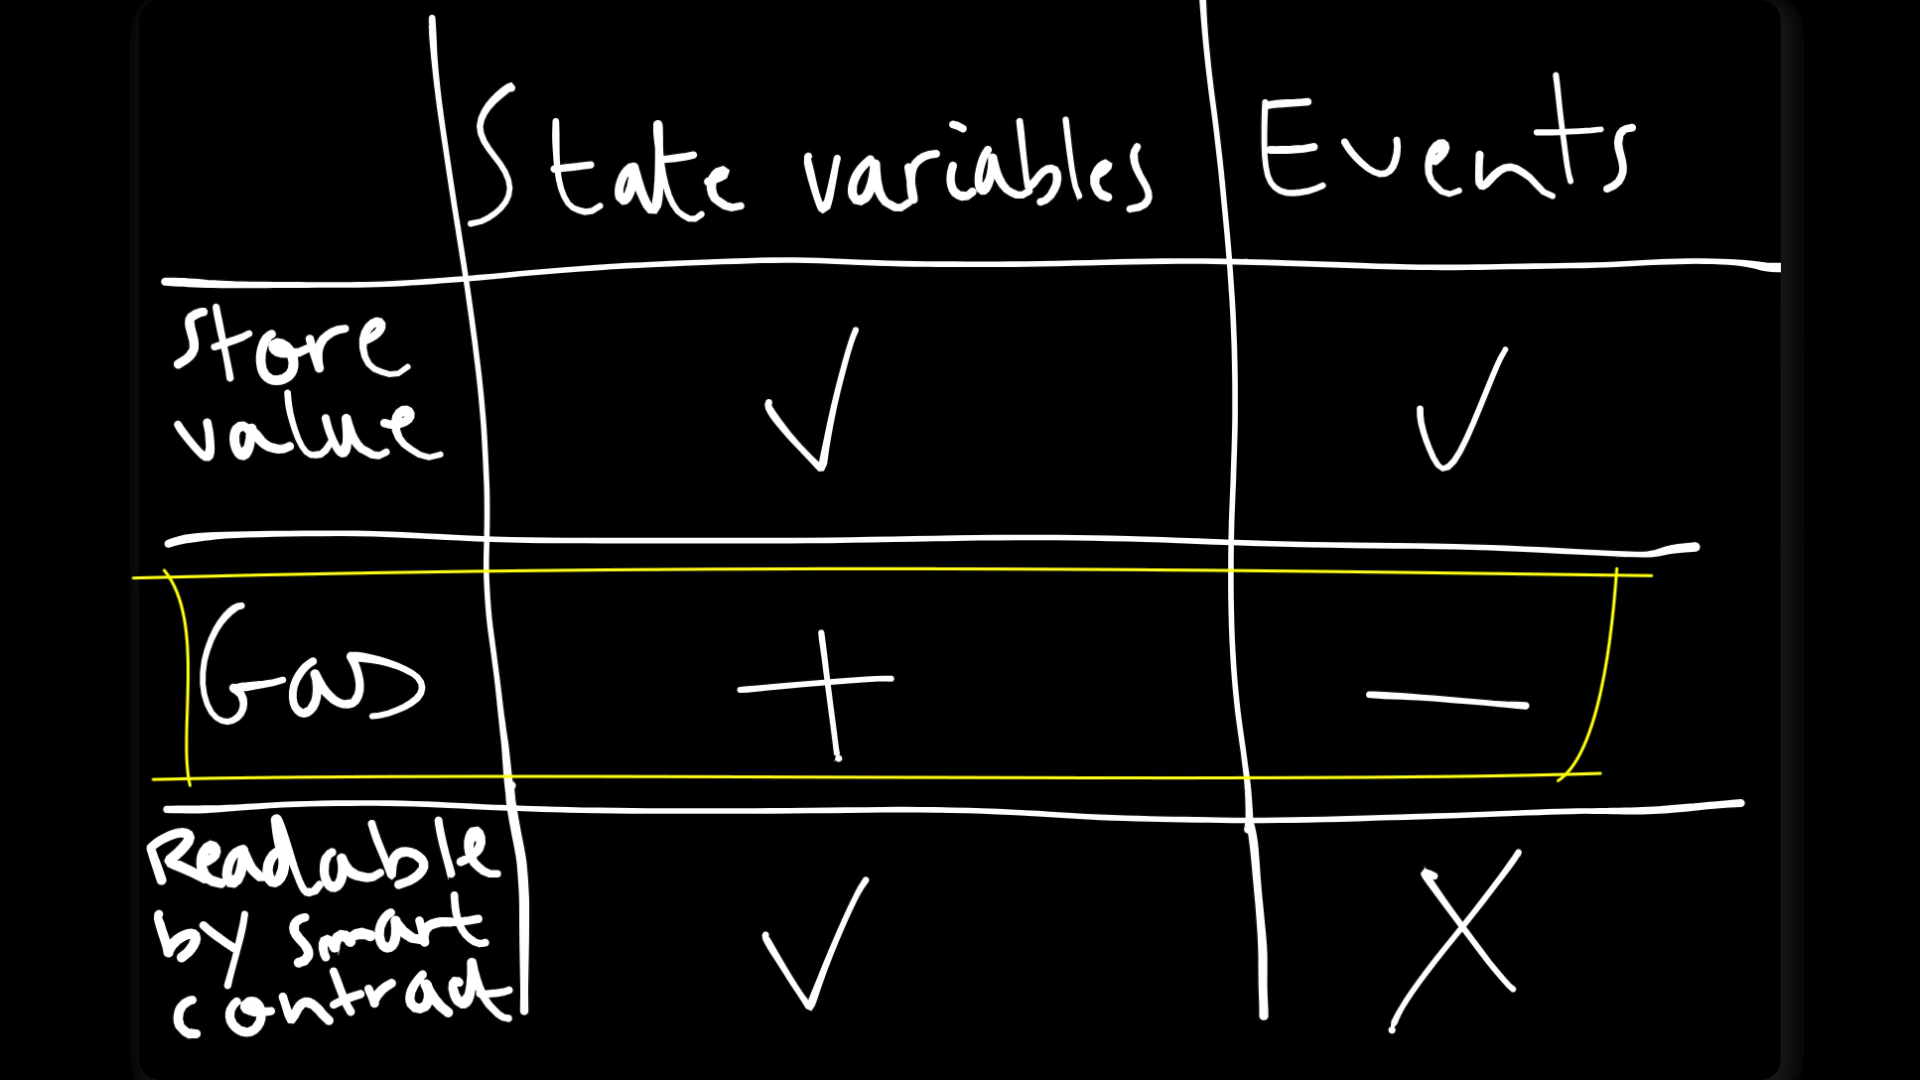 State variables Events
Store
value ✓ ✓
Gas + —
Readable
by smart
contract ✓ X